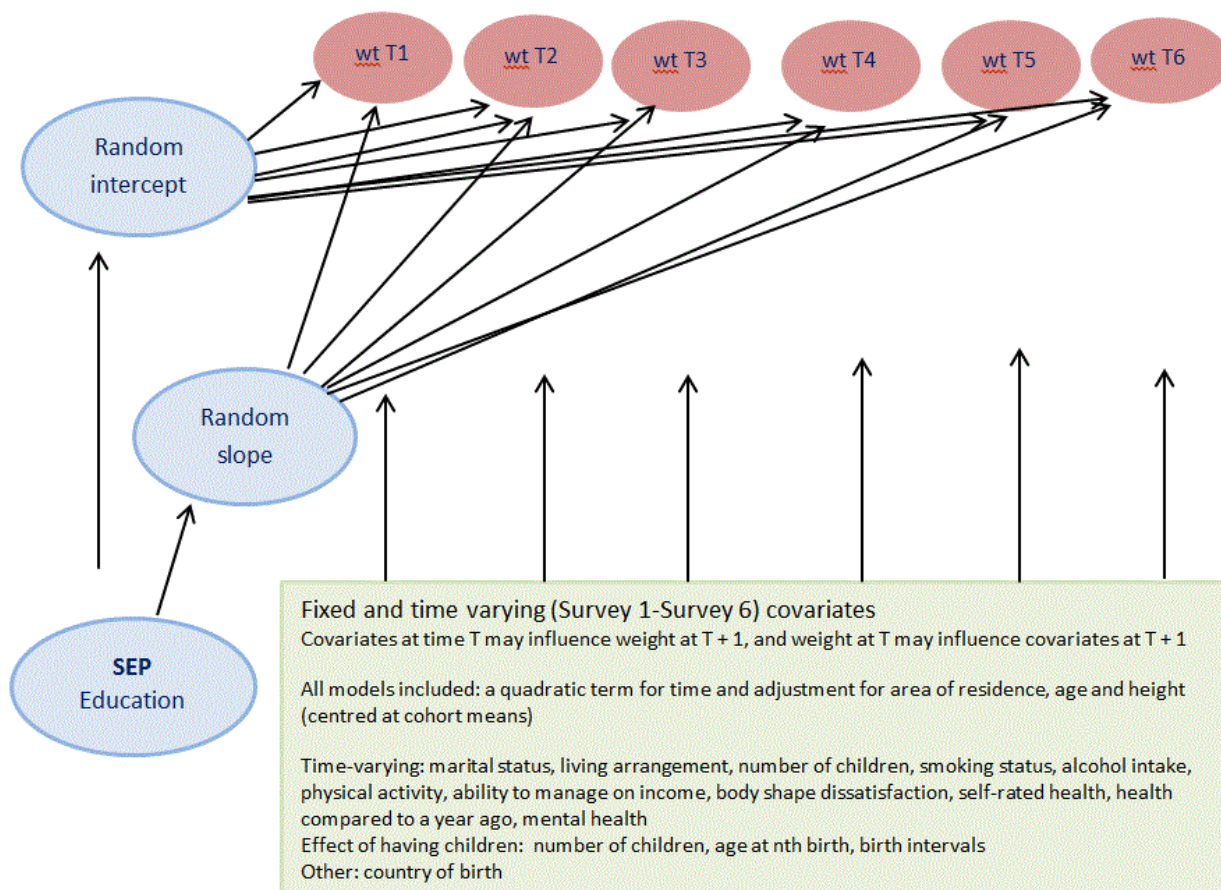 wt T1
wt T2
wt T3
wt T4
wt T5
wt T6
Random
intercept
Random
slope
SEP
Education
Fixed and time varying (Survey 1-Survey 6) covariates
Covariates at time T may influence weight at T + 1, and weight at T may influence covariates at T + 1
All models included: a quadratic term for time and adjustment for area of residence, age and height
(centred at cohort means)
Time-varying: marital status, living arrangement, number of children, smoking status, alcohol intake,
physical activity, ability to manage on income, body shape dissatisfaction, self-rated health, health
compared to a year ago, mental health
Effect of having children: number of children, age at nth birth, birth intervals
Other: country of birth